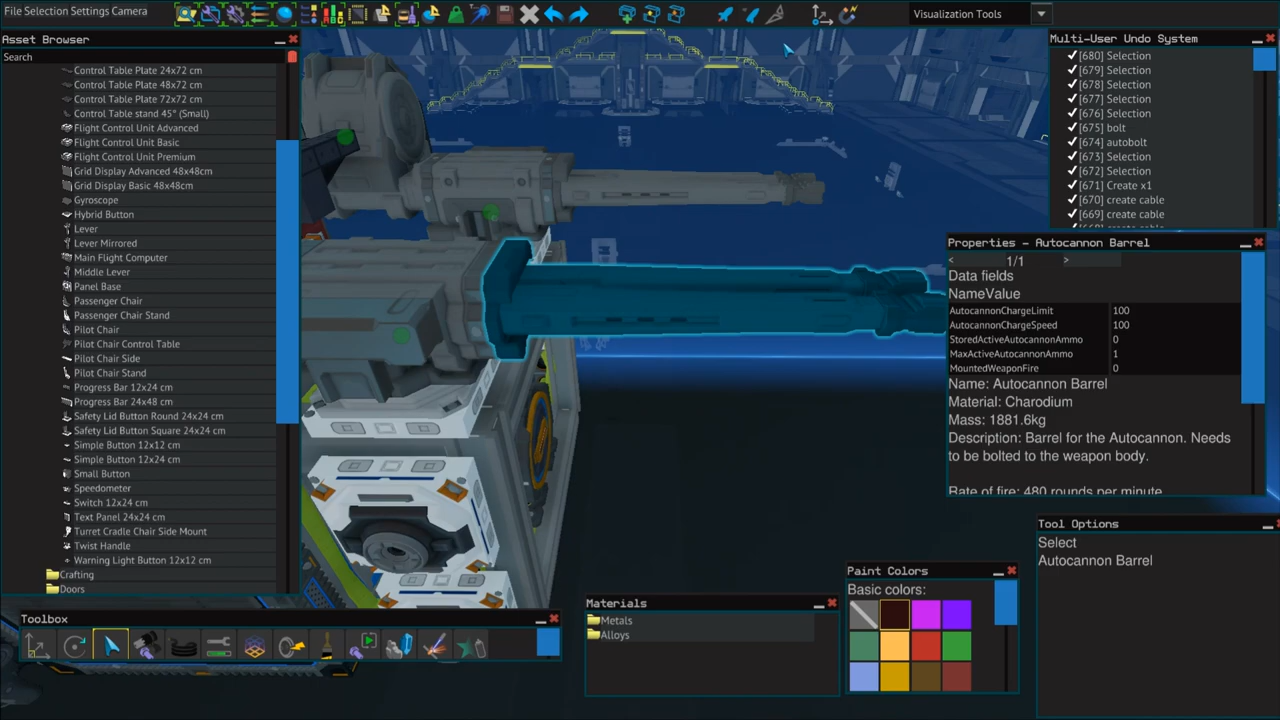 File Selection Settings Camera
Visualization Tools
Asset Browser
Search
Control Table Plate 24x72 cm
Control Table Plate 48x72 cm
Control Table Plate 72x72 cm
Control Table stand 45° (Small)
Flight Control Unit Advanced
Flight Control Unit Basic
Flight Control Unit Premium
Grid Display Advanced 48x48cm
Grid Display Basic 48x48cm
Gyroscope
Hybrid Button
Lever
Lever Mirrored
Main Flight Computer
Middle Lever
Panel Base
Passenger Chair
Passenger Chair Stand
Pilot Chair
Pilot Chair Control Table
Pilot Chair Side
Pilot Chair Stand
Progress Bar 12x24 cm
Progress Bar 24x48 cm
Safety Lid Button Round 24x24 cm
Safety Lid Button Square 24x24 cm
Simple Button 12x12 cm
Simple Button 12x24 cm
Small Button
Speedometer
Switch 12x24 cm
Text Panel 24x24 cm
Turret Cradle Chair Side Mount
Twist Handle
Warning Light Button 12x12 cm
Crafting
Doors
Toolbox
Materials
Metals
Alloys
Paint Colors
Basic colors:
Multi-User Undo System
[680] Selection
[679] Selection
[678] Selection
[677] Selection
[676] Selection
[675] bolt
[674] autobolt
[673] Selection
[672] Selection
[671] Create x1
[670] create cable
[669] create cable
[668] create cable
Properties - Autocannon Barrel
< 1/1 >
Data fields
NameValue
AutocannonChargeLimit 100
AutocannonChargeSpeed 100
StoredActiveAutocannonAmmo 0
MaxActiveAutocannonAmmo 1
MountedWeaponFire 0
Name: Autocannon Barrel
Material: Charodium
Mass: 1881.6kg
Description: Barrel for the Autocannon. Needs
to be bolted to the weapon body.
Rate of fire: 480 rounds per minute
Tool Options
Select
Autocannon Barrel